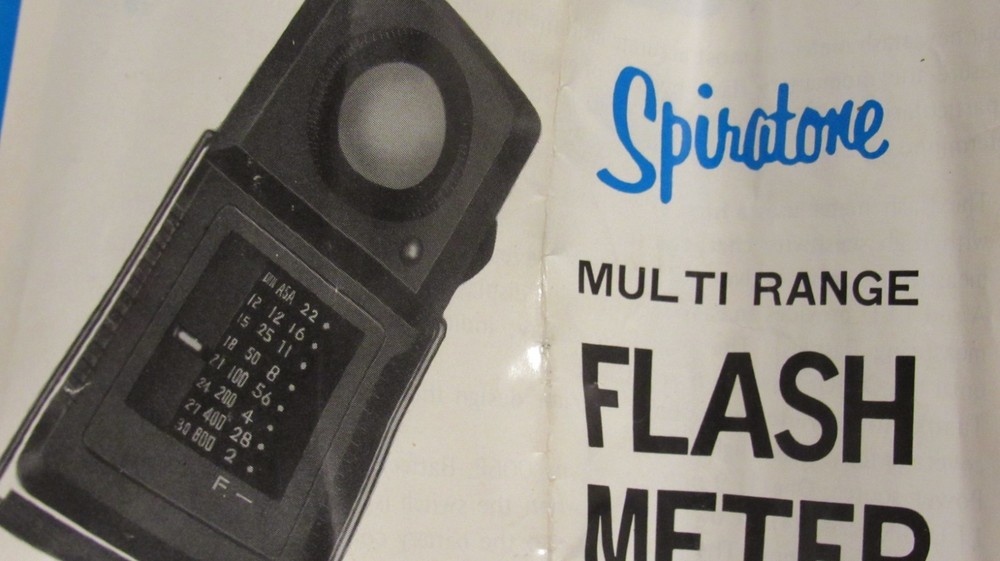 Spiratone
MULTI RANGE
FLASH
METER
DIN ASA 22
12 12 16
15 25 11
18 50 8
21 100 56
24 200 4
27 400 28
30 800 2
F